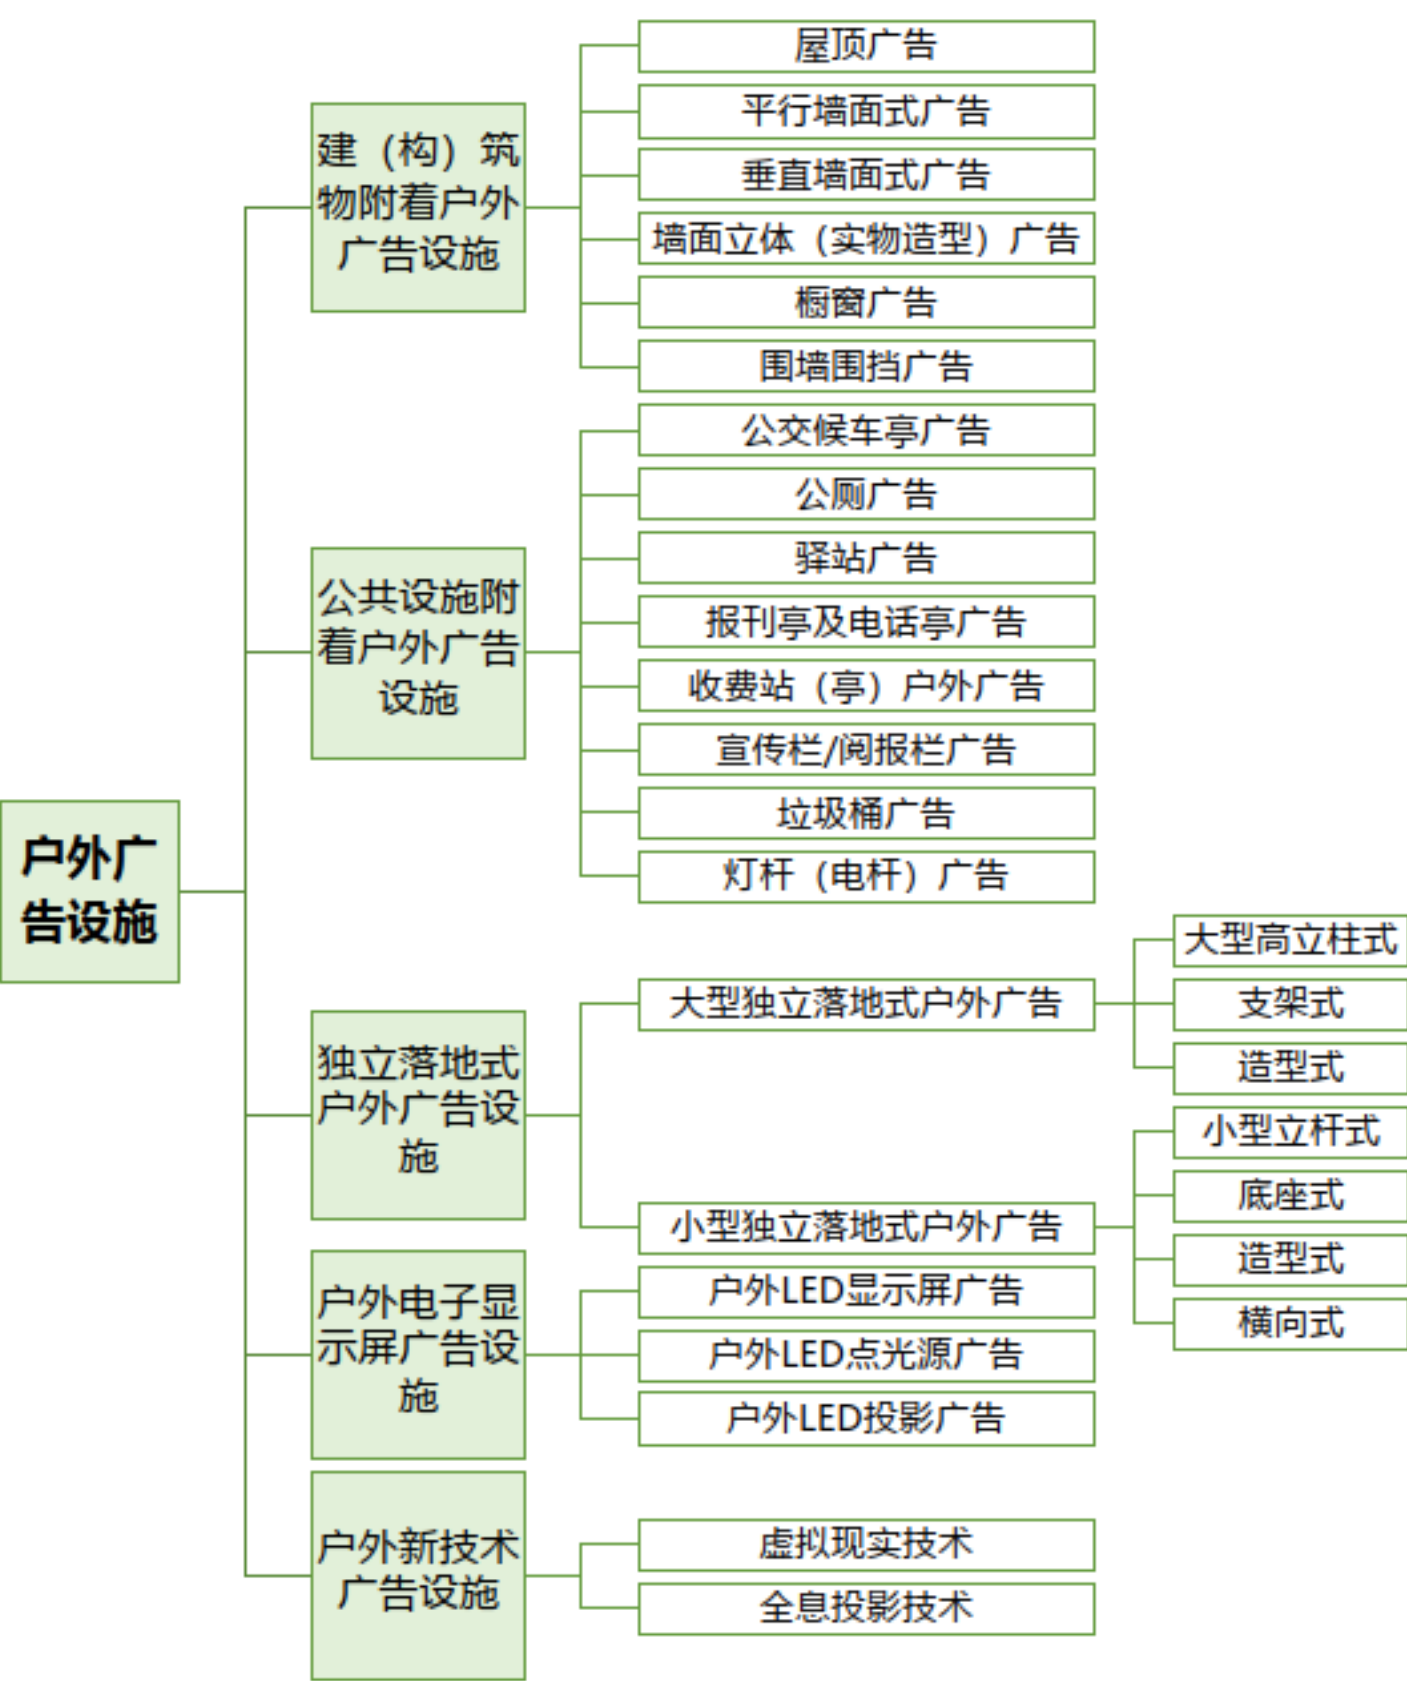 户外广
告设施
建（构）筑
物附着户外
广告设施
屋顶广告
平行墙面式广告
垂直墙面式广告
墙面立体（实物造型）广告
橱窗广告
围墙围挡广告
公共设施附
着户外广告
设施
公交候车亭广告
公厕广告
驿站广告
报刊亭及电话亭广告
收费站（亭）户外广告
宣传栏/阅报栏广告
垃圾桶广告
灯杆（电杆）广告
独立落地式
户外广告设
施
大型独立落地式户外广告
大型高立柱式
支架式
造型式
小型独立落地式户外广告
小型立杆式
底座式
造型式
横向式
户外电子显
示屏广告设
施
户外LED显示屏广告
户外LED点光源广告
户外LED投影广告
户外新技术
广告设施
虚拟现实技术
全息投影技术